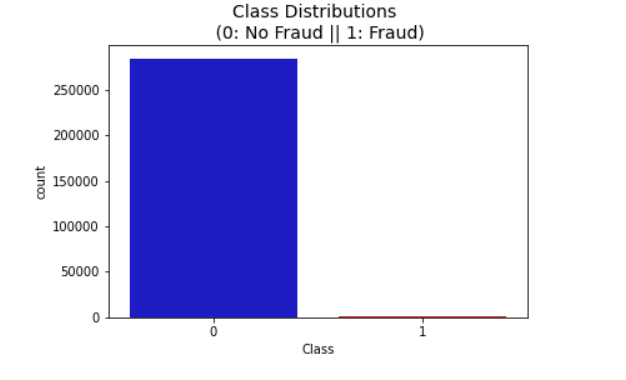 Class Distributions
(0: No Fraud || 1: Fraud)
250000
200000
150000
100000
50000
0
count
0 1
Class